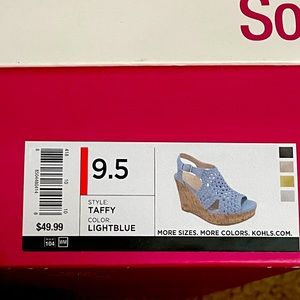 So
9.5
STYLE:
TAFFY
COLOR:
LIGHTBLUE
$49.99
104
MORE SIZES. MORE COLORS. KOHLS.COM.